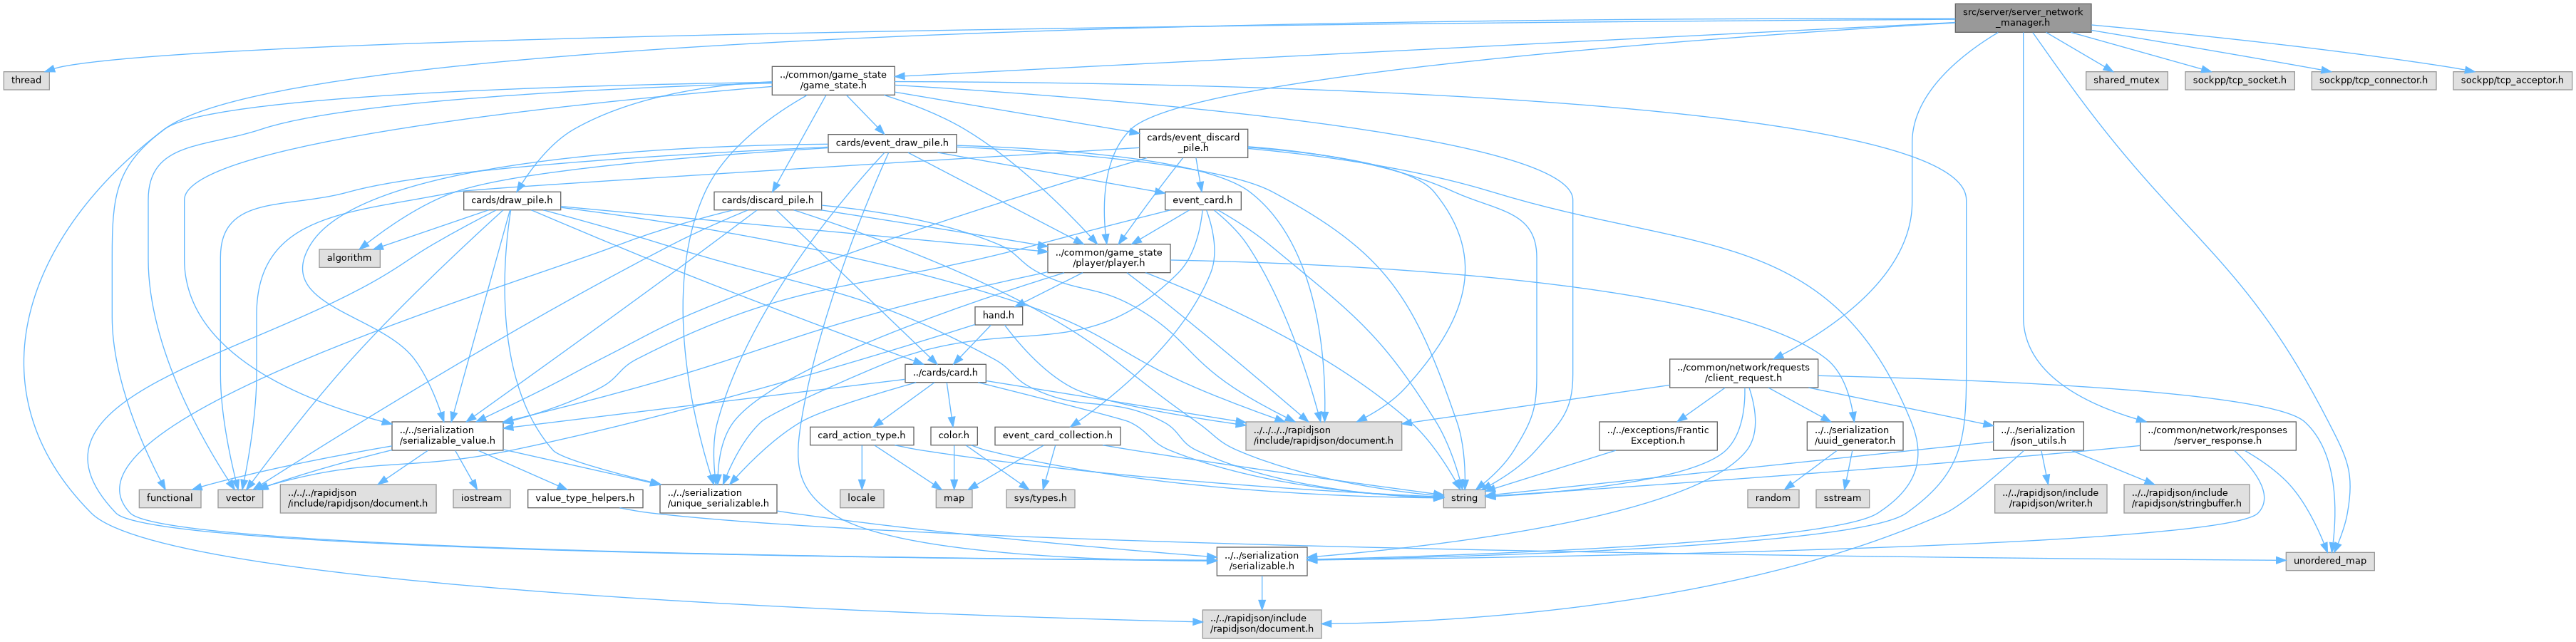 src/server/server_network
_manager.h
thread
../common/game_state
/game_state.h
shared_mutex
sockpp/tcp_socket.h
sockpp/tcp_connector.h
sockpp/tcp_acceptor.h
cards/event_draw_pile.h
cards/event_discard
_pile.h
cards/draw_pile.h
cards/discard_pile.h
event_card.h
algorithm
../common/game_state
/player/player.h
hand.h
../cards/card.h
../common/network/requests
/client_request.h
../../serialization
/serializable_value.h
card_action_type.h
color.h
event_card_collection.h
../../../../rapidjson
/include/rapidjson/document.h
../../exceptions/Frantic
Exception.h
../../serialization
/uuid_generator.h
../../serialization
/json_utils.h
../common/network/responses
/server_response.h
functional
vector
../../../rapidjson
/include/rapidjson/document.h
iostream
value_type_helpers.h
../../serialization
/unique_serializable.h
locale
map
sys/types.h
string
random
sstream
../../rapidjson/include
/rapidjson/writer.h
../../rapidjson/include
/rapidjson/stringbuffer.h
../../serialization
/serializable.h
unordered_map
../../rapidjson/include
/rapidjson/document.h